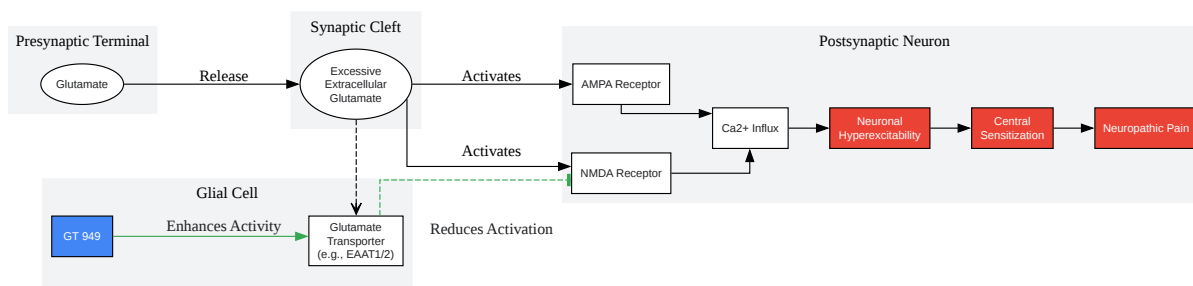 Synaptic Cleft
Presynaptic Terminal
Postsynaptic Neuron
Glutamate
Release
Excessive
Extracellular
Glutamate
Activates
AMPA Receptor
Ca2+ Influx
Neuronal
Hyperexcitability
Central
Sensitization
Neuropathic Pain
Activates
NMDA Receptor
Glial Cell
GT 949
Enhances Activity
Glutamate
Transporter
(e.g., EAAT1/2)
Reduces Activation